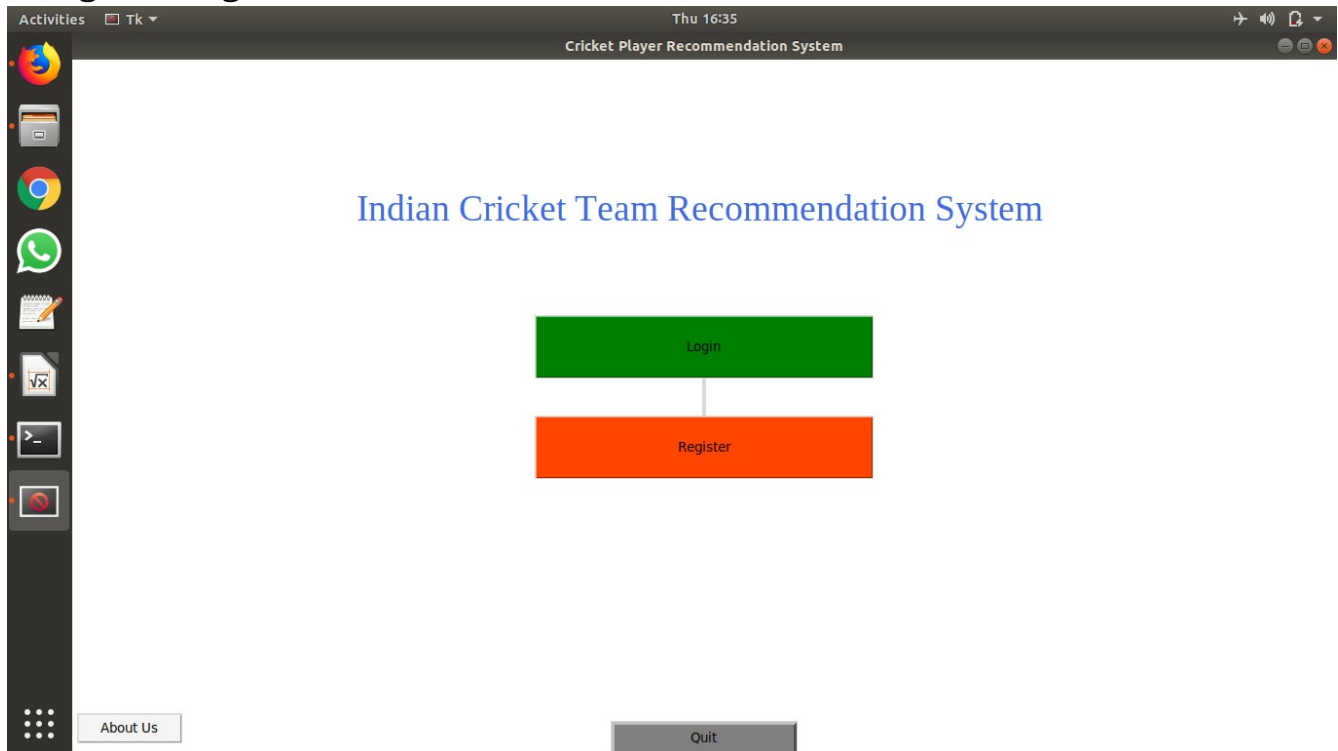 Activities Tk Thu 16:35
Cricket Player Recommendation System
Indian Cricket Team Recommendation System
Login
Register
About Us
Quit